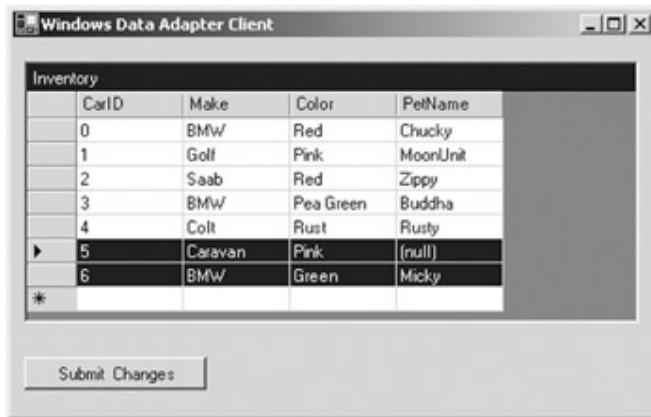 Windows Data Adapter Client
Inventory
CarID Make Color PetName
0 BMW Red Chucky
1 Golf Pink MoonUnit
2 Saab Red Zippy
3 BMW Pea Green Buddha
4 Colt Rust Rusty
5 Caravan Pink (null)
6 BMW Green Micky
Submit Changes